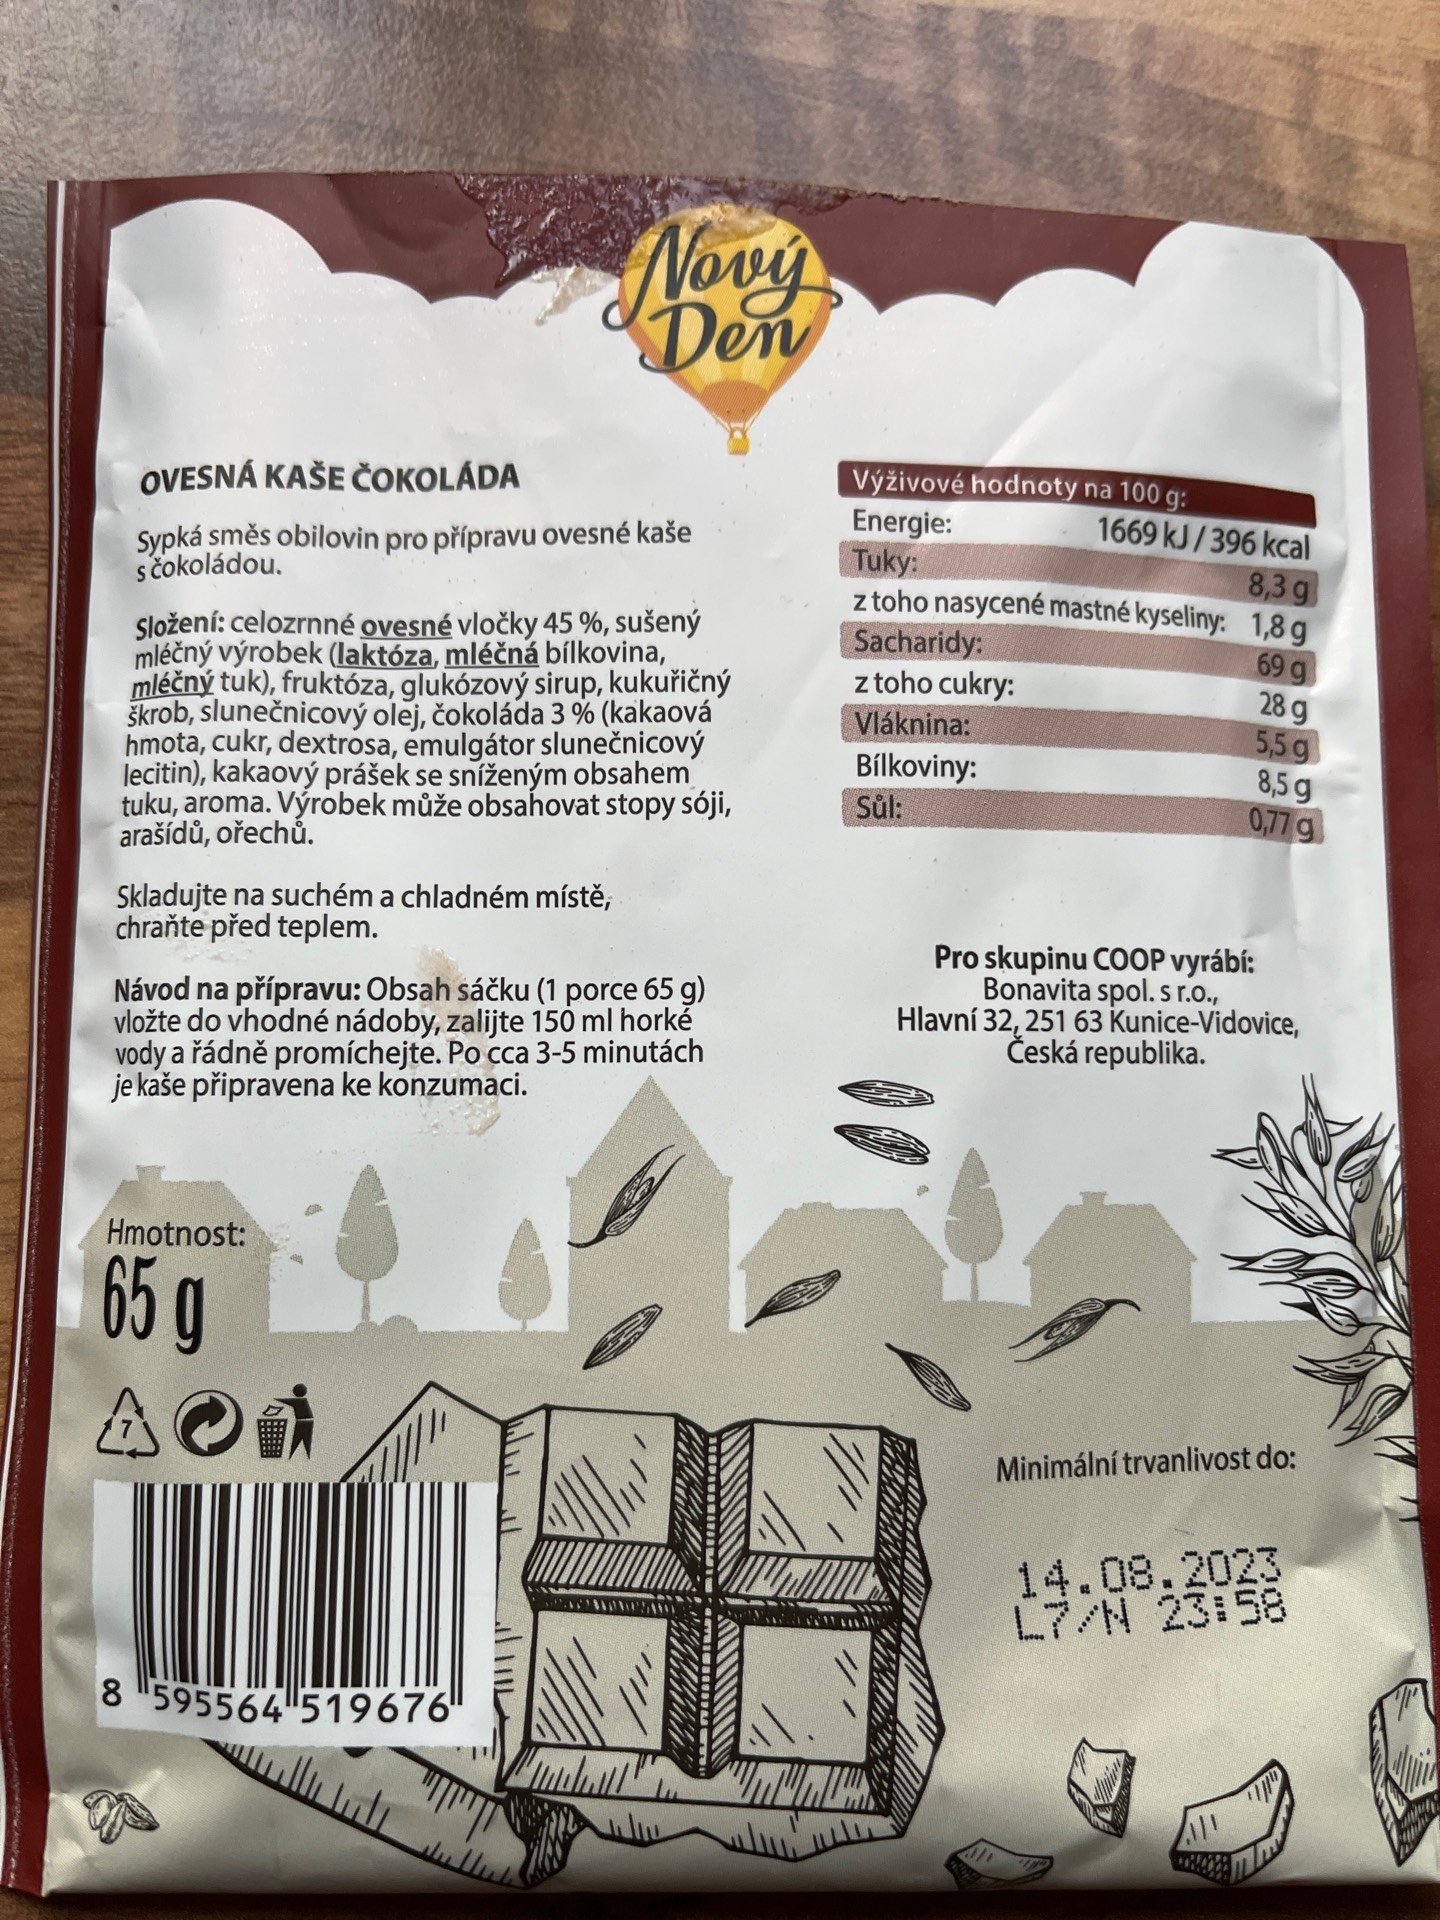 Nový
Den
OVESNÁ KAŠE ČOKOLÁDA
Sypká směs obilovin pro přípravu ovesné kaše
s čokoládou.
Složení: celozrnné ovesné vločky 45 %, sušený
mléčný výrobek (laktóza, mléčná bílkovina,
mléčný tuk), fruktóza, glukózový sirup, kukuřičný
škrob, slunečnicový olej, čokoláda 3 % (kakaová
hmota, cukr, dextrosa, emulgátor slunečnicový
lecitin), kakaový prášek se sníženým obsahem
tuku, aroma. Výrobek může obsahovat stopy sóji,
arašídů, ořechů.
Skladujte na suchém a chladném místě,
chraňte před teplem.
Návod na přípravu: Obsah sáčku (1 porce 65 g)
vložte do vhodné nádoby, zalijte 150 ml horké
vody a řádně promíchejte. Po cca 3-5 minutách
je kaše připravena ke konzumaci.
Hmotnost:
65 g
7
8 595564 519676
Výživové hodnoty na 100 g:
Energie: 1669 kJ / 396 kcal
Tuky: 8,3 g
z toho nasycené mastné kyseliny: 1,8 g
Sacharidy: 69 g
z toho cukry: 28 g
Vláknina: 5,5 g
Bílkoviny: 8,5 g
Sůl: 0,77 g
Pro skupinu COOP vyrábí:
Bonavita spol. s r.o.,
Hlavní 32, 251 63 Kunice-Vidovice,
Česká republika.
Minimální trvanlivost do:
14.08.2023
L7/N 23:58